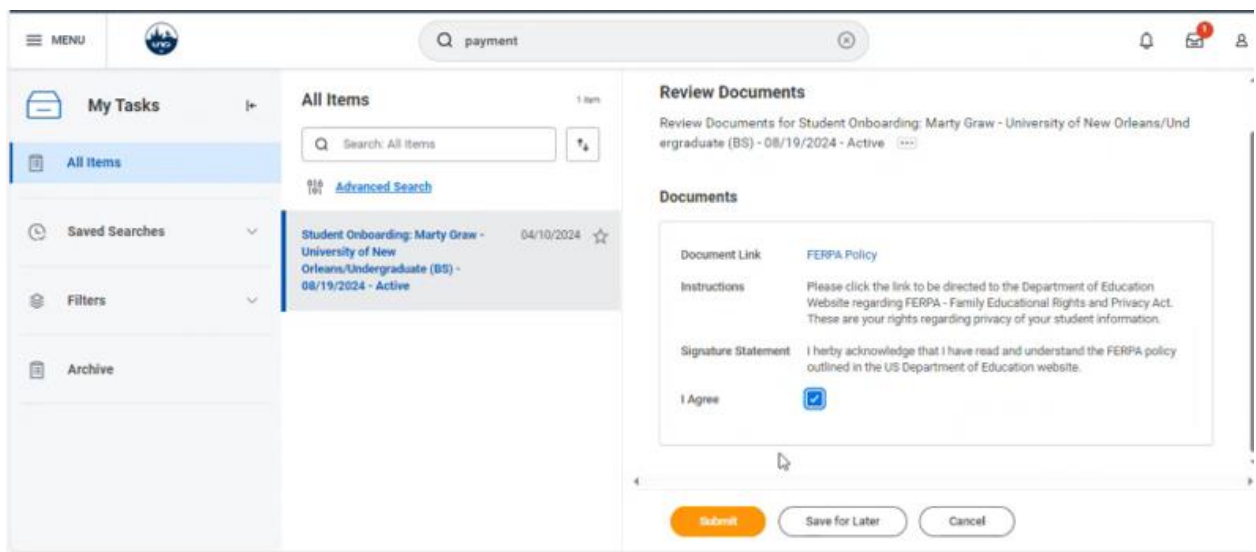 MENU
UNO
payment
1
My Tasks
All Items
Saved Searches
Filters
Archive
All Items
1 item
Search: All Items
Advanced Search
Student Onboarding: Marty Graw -
University of New
Orleans/Undergraduate (BS) -
08/19/2024 - Active
04/10/2024
Review Documents
Review Documents for Student Onboarding: Marty Graw - University of New Orleans/Und
ergraduate (BS) - 08/19/2024 - Active
Documents
Document Link FERPA Policy
Instructions Please click the link to be directed to the Department of Education
Website regarding FERPA - Family Educational Rights and Privacy Act.
These are your rights regarding privacy of your student information.
Signature Statement I herby acknowledge that I have read and understand the FERPA policy
outlined in the US Department of Education website.
I Agree
Submit Save for Later Cancel